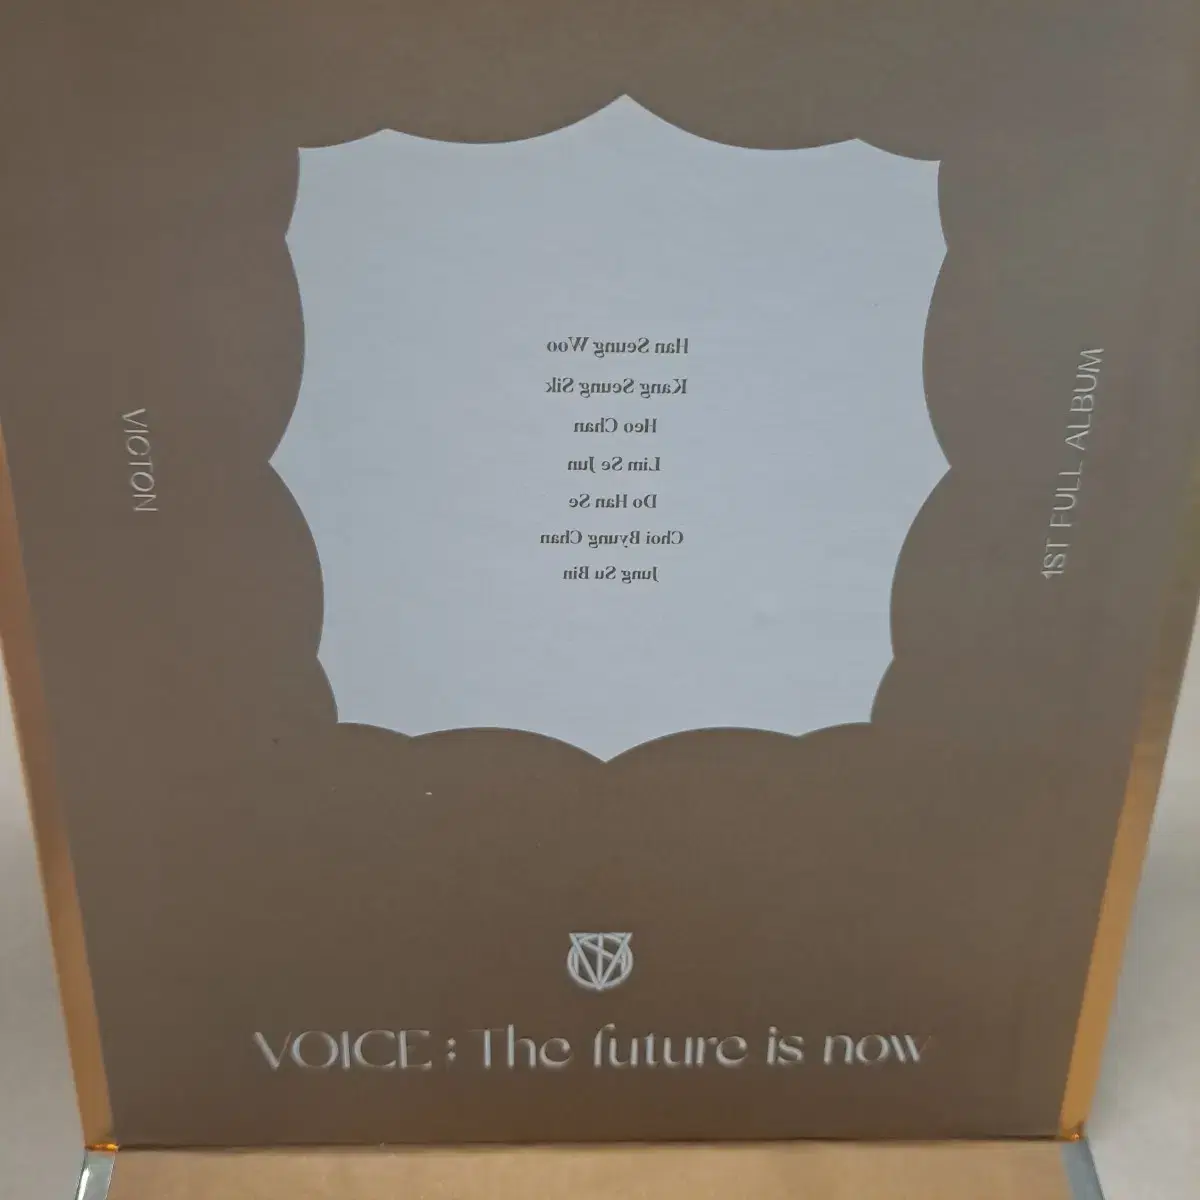 Han Seung Woo
Kang Seung Sik
Heo Chan
Lim Se Jun
Do Han Se
Choi Byung Chan
Jung Su Bin
VICTON
1ST FULL ALBUM
VOICE : The future is now